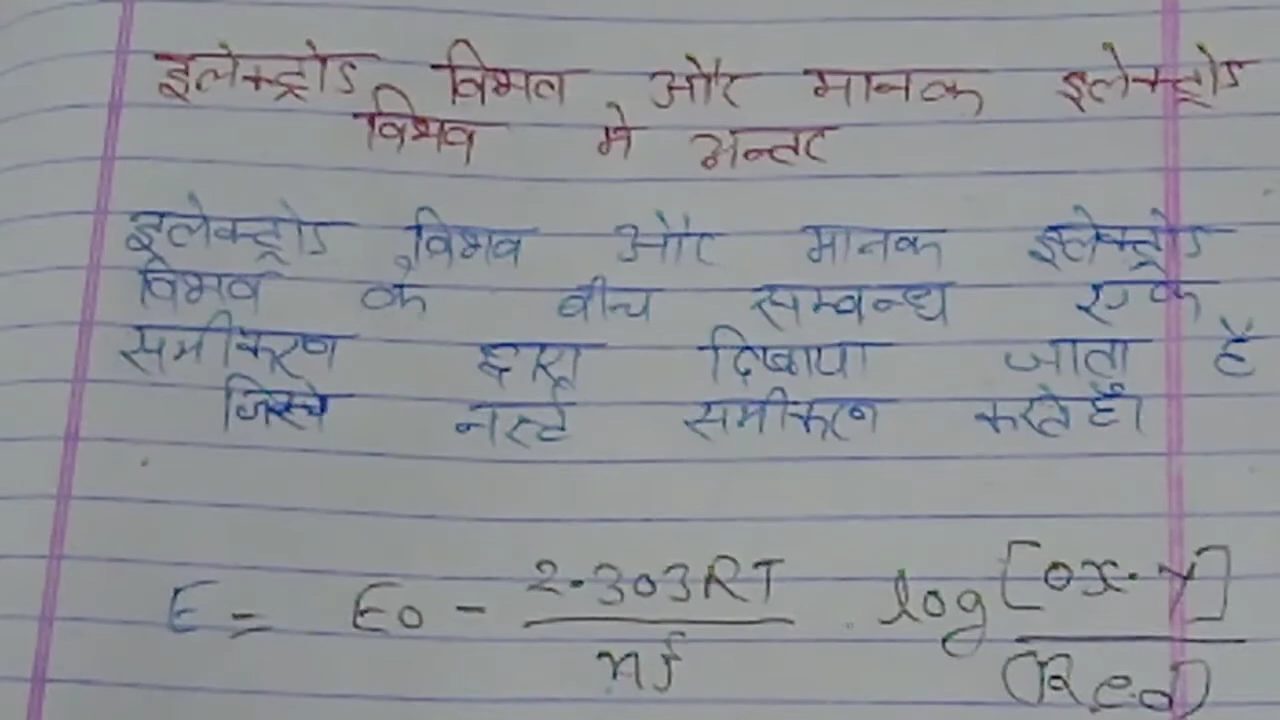 इलेक्ट्रोड विभव और मानक इलेक्ट्रोड
विभव मे अन्तर
इलेक्ट्रोड विभव और मानक इलेक्ट्रोड
विभव के बीच सम्बन्ध एक
समीकरण द्वारा दिखाया जाता है
जिसे नर्स्ट समीकरण कहते है।
E = E0 - 2.303RT / nf log [ox.y] / (Red)